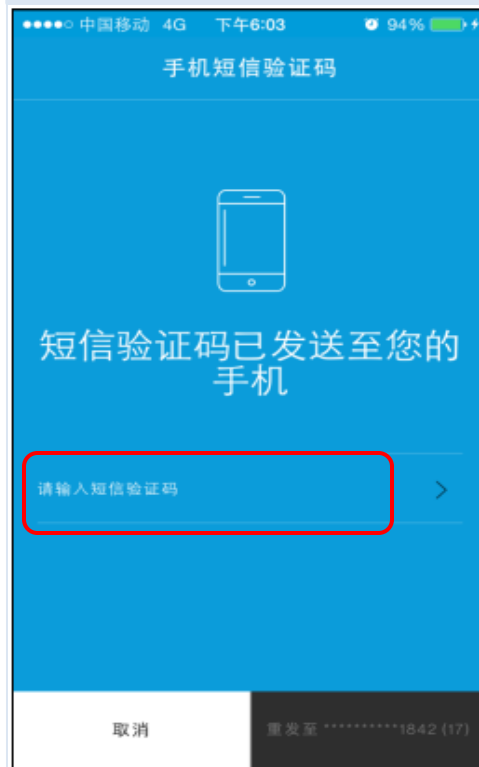 中国移动 4G 下午6:03 94%
手机短信验证码
短信验证码已发送至您的
手机
请输入短信验证码
取消 重发至 **********1842 (17)